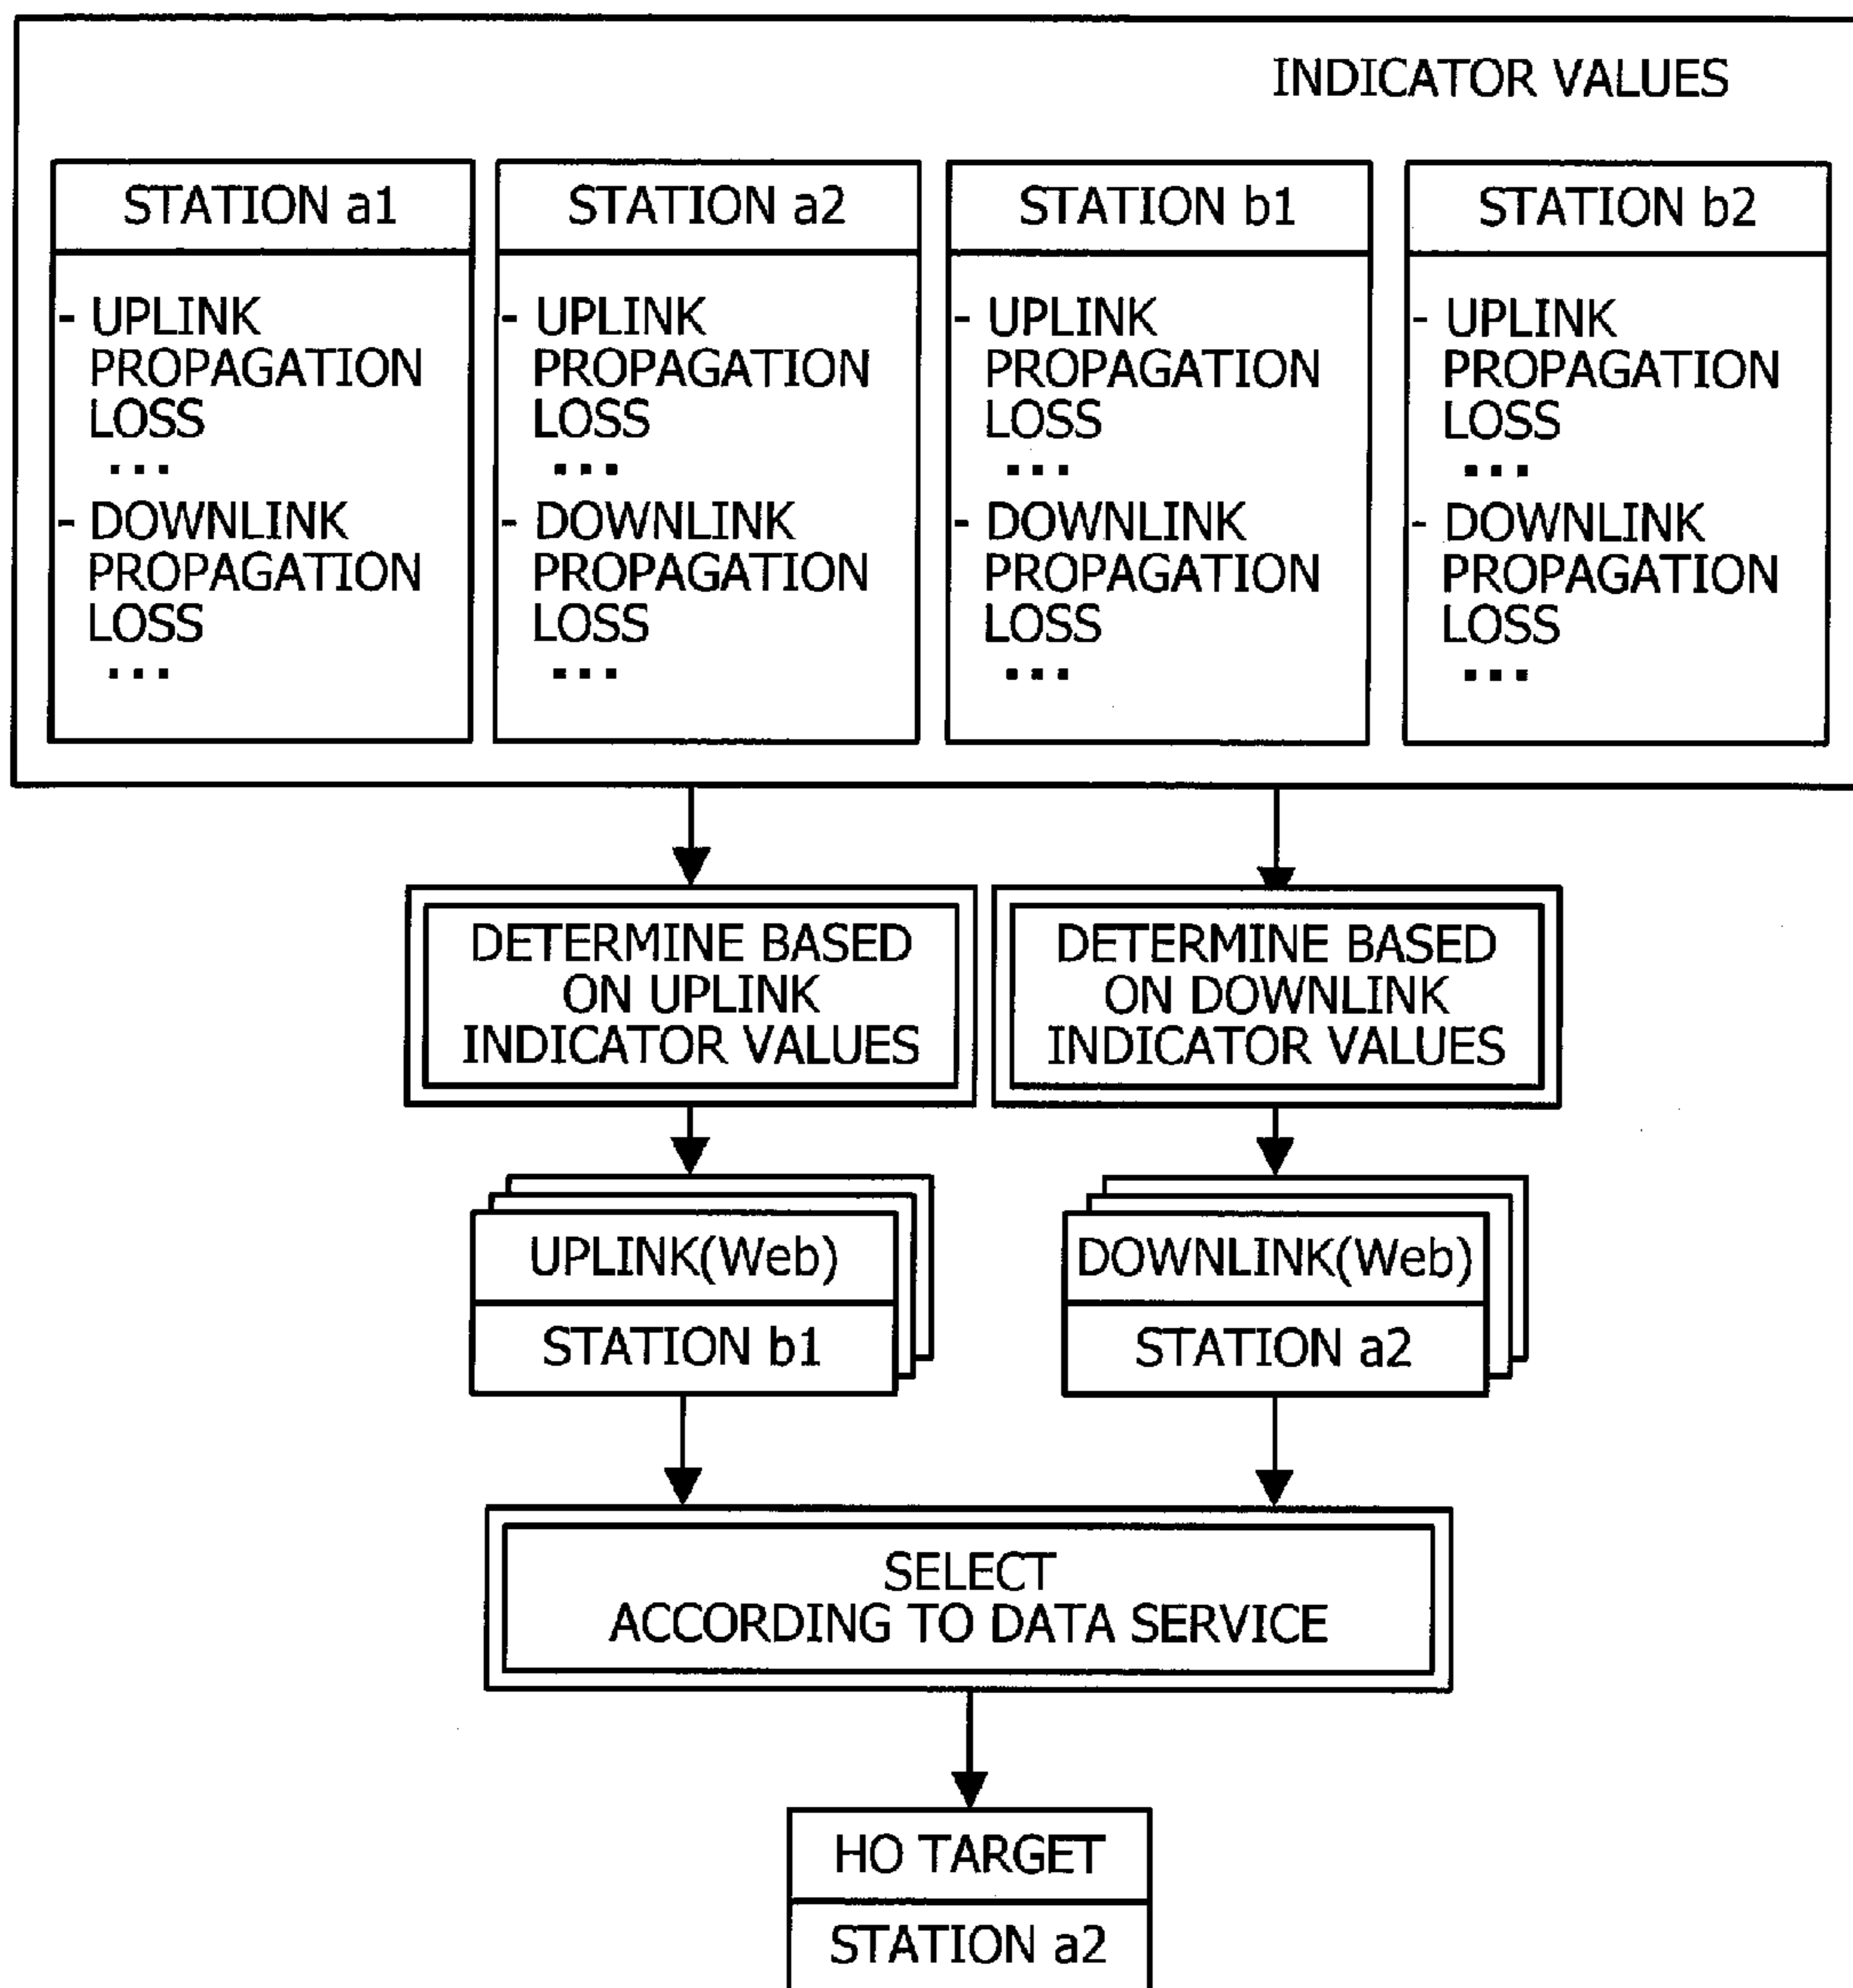 INDICATOR VALUES
STATION a1
- UPLINK
PROPAGATION
LOSS
...
- DOWNLINK
PROPAGATION
LOSS
...
STATION a2
- UPLINK
PROPAGATION
LOSS
...
- DOWNLINK
PROPAGATION
LOSS
...
STATION b1
- UPLINK
PROPAGATION
LOSS
...
- DOWNLINK
PROPAGATION
LOSS
...
STATION b2
- UPLINK
PROPAGATION
LOSS
...
- DOWNLINK
PROPAGATION
LOSS
...
DETERMINE BASED
ON UPLINK
INDICATOR VALUES
DETERMINE BASED
ON DOWNLINK
INDICATOR VALUES
UPLINK(Web)
STATION b1
DOWNLINK(Web)
STATION a2
SELECT
ACCORDING TO DATA SERVICE
HO TARGET
STATION a2